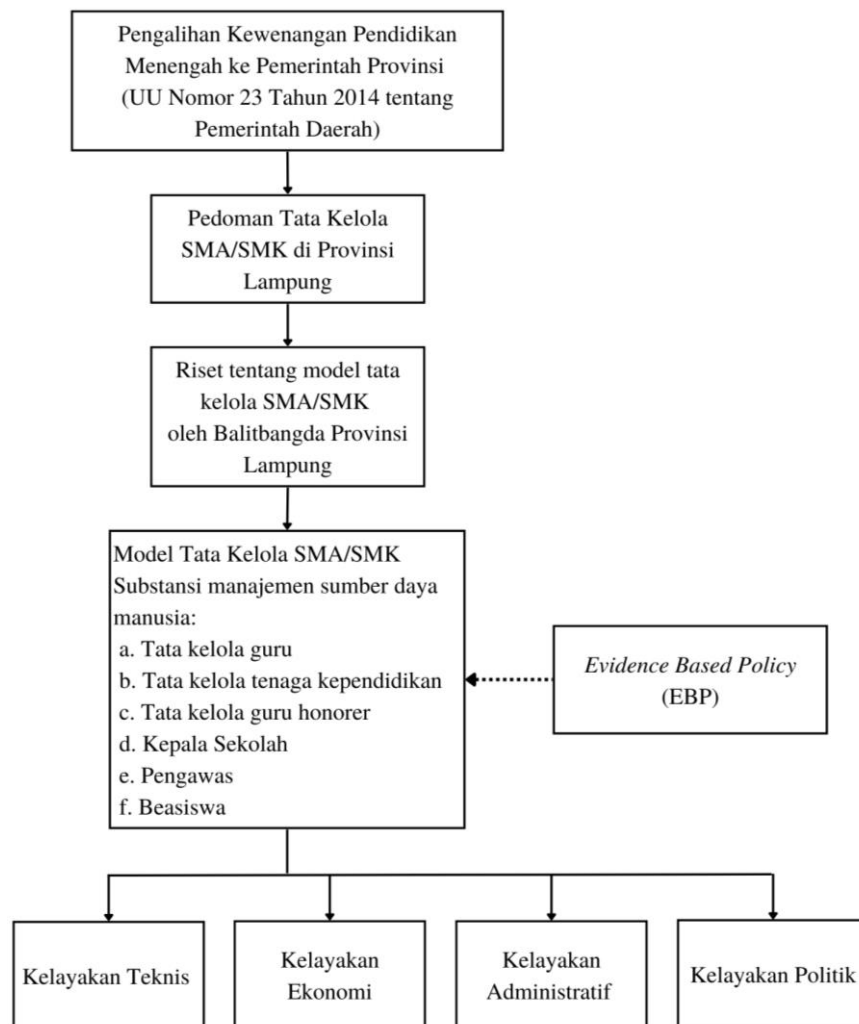 Pengalihan Kewenangan Pendidikan
Menengah ke Pemerintah Provinsi
(UU Nomor 23 Tahun 2014 tentang
Pemerintah Daerah)
Pedoman Tata Kelola
SMA/SMK di Provinsi
Lampung
Riset tentang model tata
kelola SMA/SMK
oleh Balitbangda Provinsi
Lampung
Model Tata Kelola SMA/SMK
Substansi manajemen sumber daya
manusia:
a. Tata kelola guru
b. Tata kelola tenaga kependidikan
c. Tata kelola guru honorer
d. Kepala Sekolah
e. Pengawas
f. Beasiswa
Evidence Based Policy
(EBP)
Kelayakan Teknis
Kelayakan
Ekonomi
Kelayakan
Administratif
Kelayakan Politik